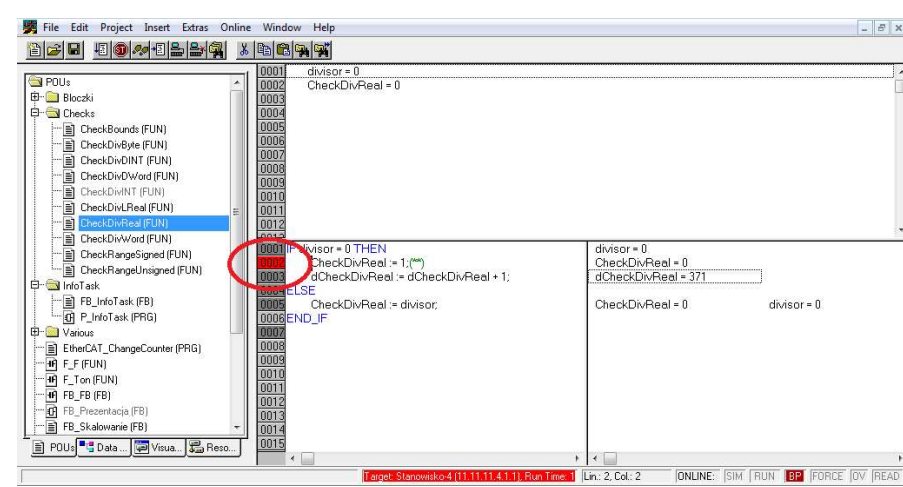 File Edit Project Insert Extras Online Window Help
POUs
Bloczki
Checks
CheckBounds (FUN)
CheckDivByte (FUN)
CheckDivDINT (FUN)
CheckDivDWord (FUN)
CheckDivINT (FUN)
CheckDivLReal (FUN)
CheckDivReal (FUN)
CheckDivWord (FUN)
CheckRangeSigned (FUN)
CheckRangeUnsigned (FUN)
InfoTask
FB_InfoTask (FB)
P_InfoTask (PRG)
Various
EtherCAT_ChangeCounter (PRG)
F_F (FUN)
F_Ton (FUN)
FB_FB (FB)
FB_Prezentacja (FB)
FB_Skalowanie (FB)
POUs Data ... Visua... Reso...
0001 divisor = 0
0002 CheckDivReal = 0
0003
0004
0005
0006
0007
0008
0009
0010
0011
0012
0001 IF divisor = 0 THEN
0002 CheckDivReal := 1;(**)
0003 dCheckDivReal := dCheckDivReal + 1;
0004 ELSE
0005 CheckDivReal := divisor;
0006 END_IF
0007
0008
0009
0010
0011
0012
0013
0014
0015
divisor = 0
CheckDivReal = 0
dCheckDivReal = 371
CheckDivReal = 0 divisor = 0
Target: Stanowisko-4 (11.11.11.4.1.1), Run Time: 1 Lin.: 2, Col.: 2 ONLINE: SIM RUN BP FORCE OV READ